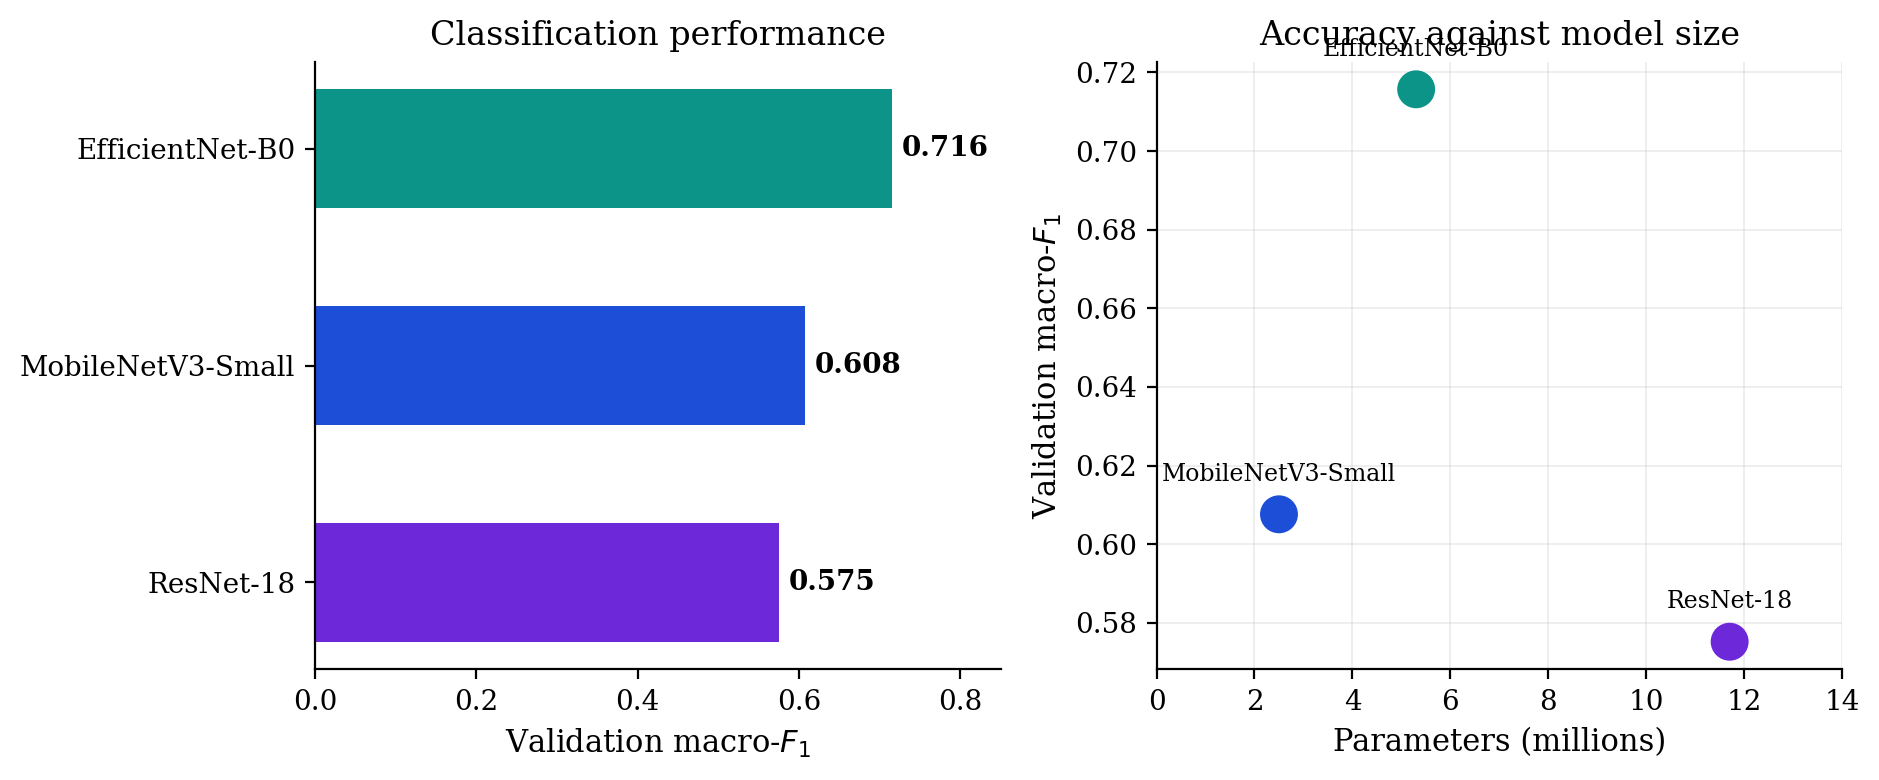 Classification performance
EfficientNet-B0
0.716
MobileNetV3-Small
0.608
ResNet-18
0.575
0.0 0.2 0.4 0.6 0.8
Validation macro-F₁
Accuracy against model size
EfficientNet-B0
0.72
0.70
0.68
0.66
0.64
0.62
0.60
0.58
Validation macro-F₁
MobileNetV3-Small
ResNet-18
0 2 4 6 8 10 12 14
Parameters (millions)